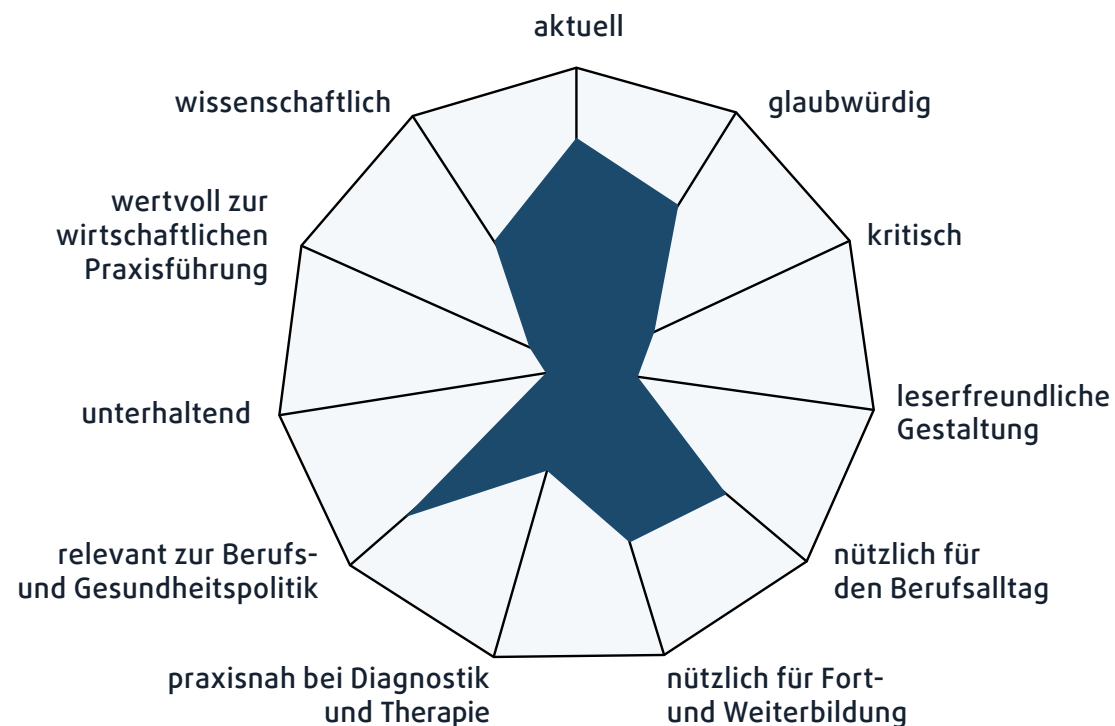 aktuell
glaubwürdig
kritisch
leserfreundliche
Gestaltung
nützlich für
den Berufsalltag
nützlich für Fort-
und Weiterbildung
praxisnah bei Diagnostik
und Therapie
relevant zur Berufs-
und Gesundheitspolitik
unterhaltend
wertvoll zur
wirtschaftlichen
Praxisführung
wissenschaftlich